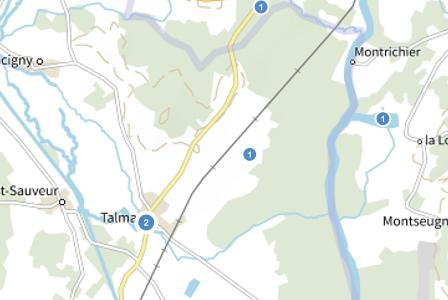 1
Montrichier
cigny
1
la Lo
1
t-Sauveur
Talma
2
Montseugn